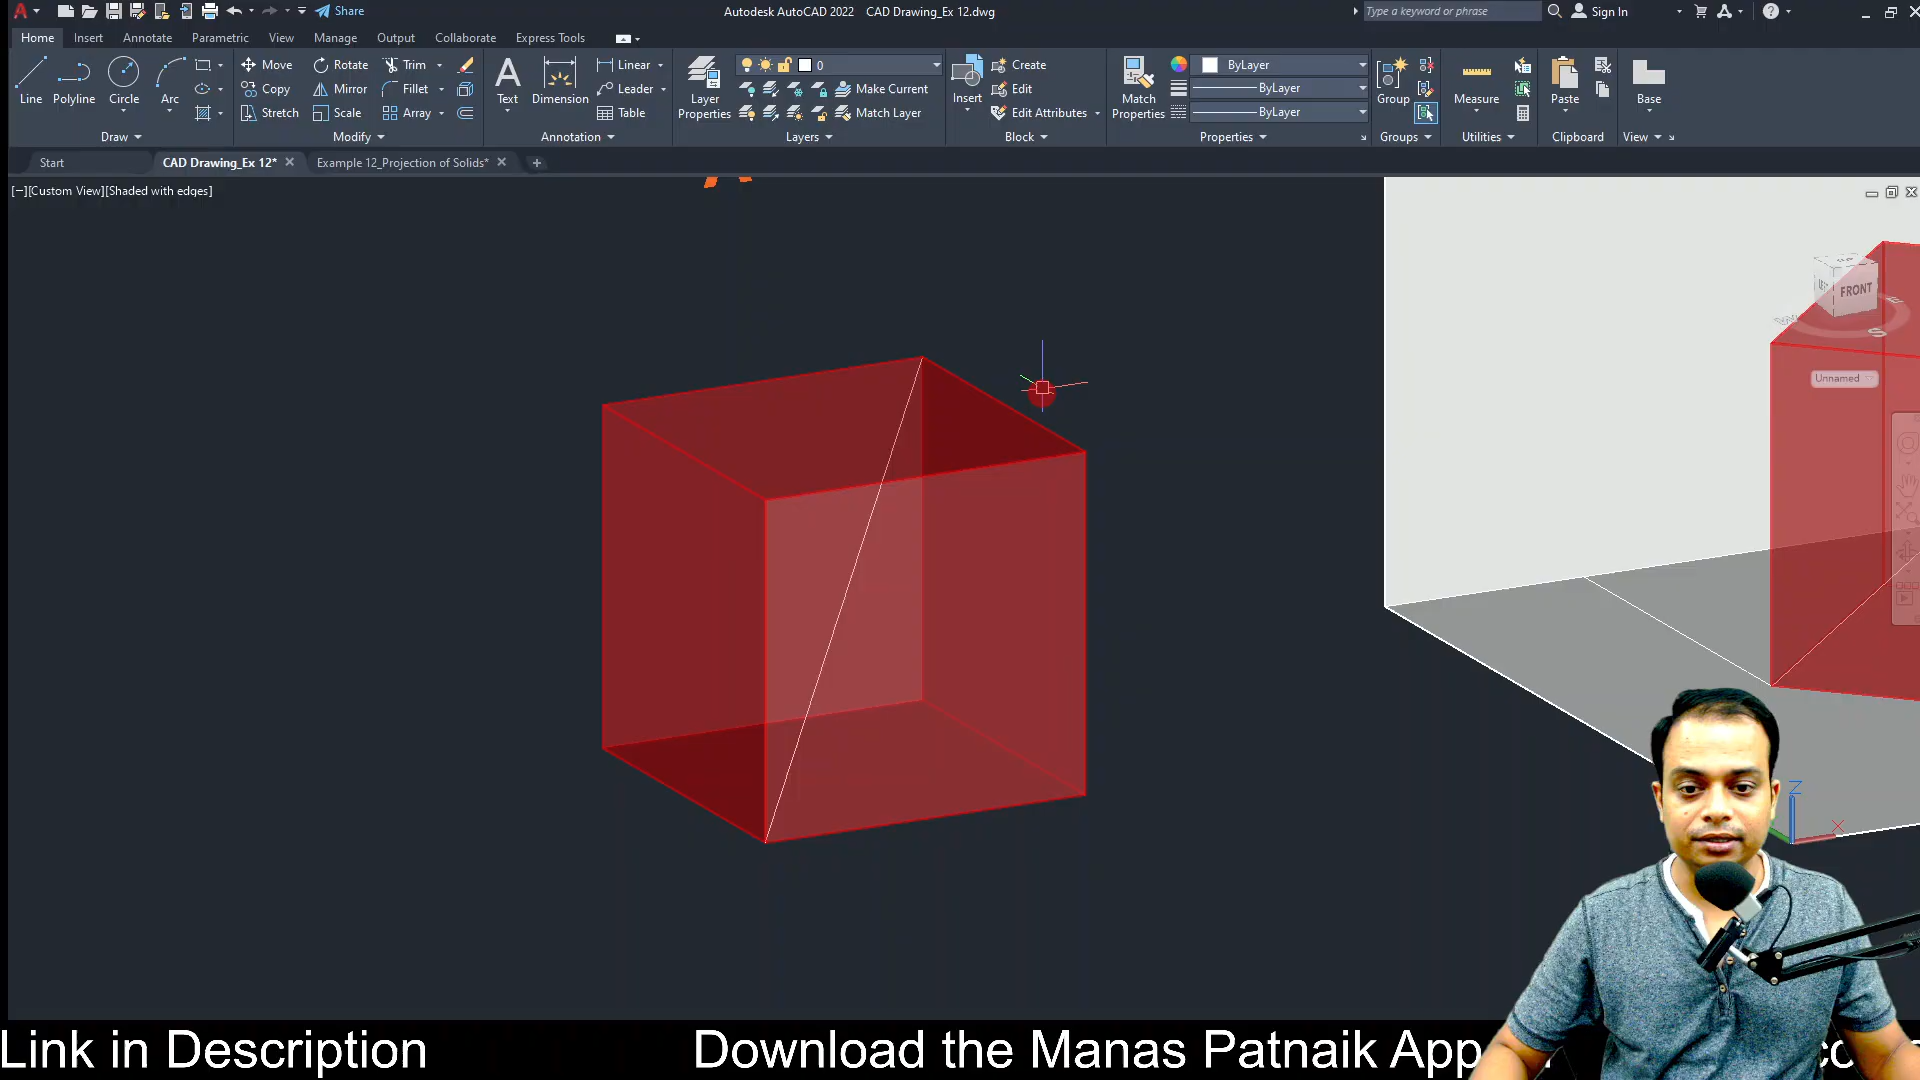 Share
Autodesk AutoCAD 2022 CAD Drawing_Ex 12.dwg
Type a keyword or phrase
Sign In
Home Insert Annotate Parametric View Manage Output Collaborate Express Tools
Line Polyline Circle Arc
Move Rotate Trim
Copy Mirror Fillet
Stretch Scale Array
Text Dimension
Linear
Leader
Table
Layer Properties
0
Make Current
Match Layer
Insert
Create
Edit
Edit Attributes
Match Properties
ByLayer
ByLayer
ByLayer
Group
Measure
Paste
Base
Draw Modify Annotation Layers Block Properties Groups Utilities Clipboard View
Start CAD Drawing_Ex 12* Example 12_Projection of Solids*
[−][Custom View][Shaded with edges]
FRONT
S
Unnamed
Z
X
Link in Description Download the Manas Patnaik App